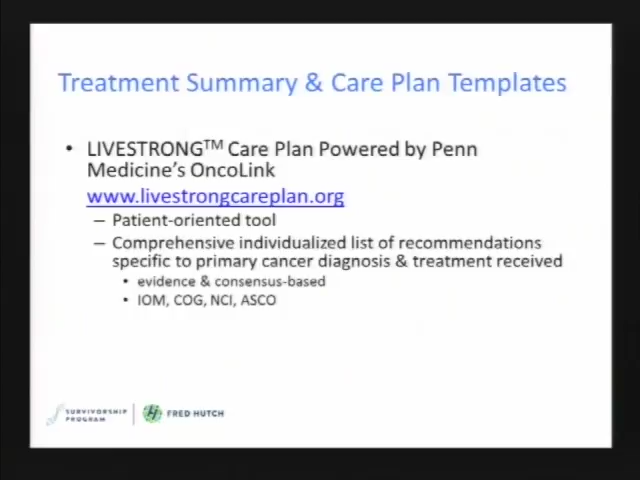 Treatment Summary & Care Plan Templates
• LIVESTRONG™ Care Plan Powered by Penn
Medicine's OncoLink
www.livestrongcareplan.org
– Patient-oriented tool
– Comprehensive individualized list of recommendations
specific to primary cancer diagnosis & treatment received
• evidence & consensus-based
• IOM, COG, NCI, ASCO
SURVIVORSHIP
PROGRAM
FRED HUTCH